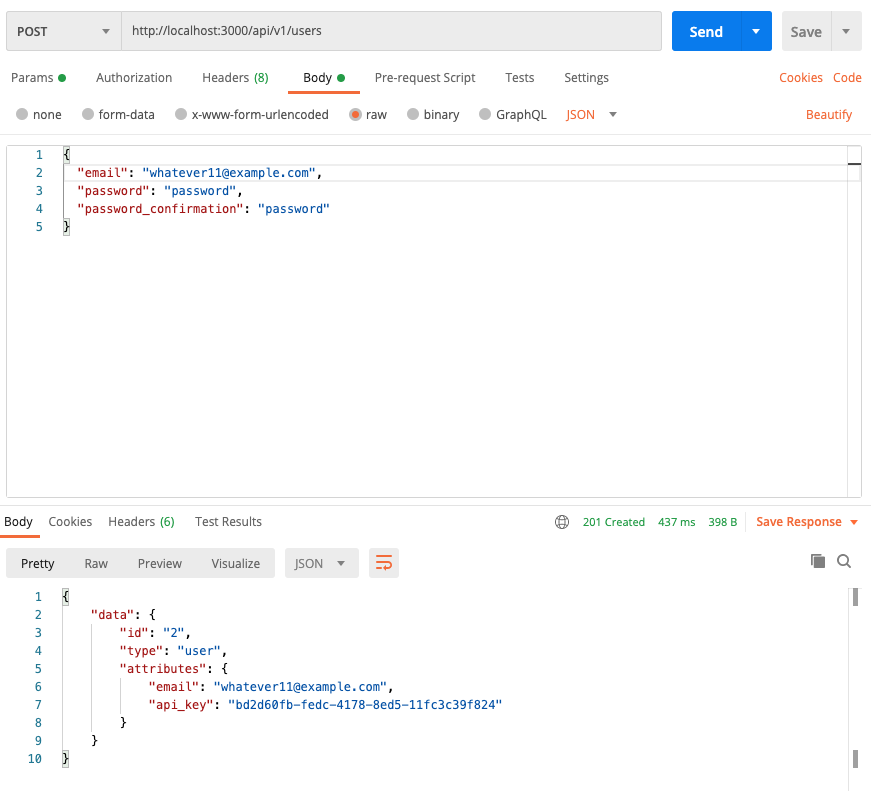 POST http://localhost:3000/api/v1/users Send Save
Params Authorization Headers (8) Body Pre-request Script Tests Settings Cookies Code
none form-data x-www-form-urlencoded raw binary GraphQL JSON Beautify
1 {
2 "email": "whatever11@example.com",
3 "password": "password",
4 "password_confirmation": "password"
5 }
Body Cookies Headers (6) Test Results 201 Created 437 ms 398 B Save Response
Pretty Raw Preview Visualize JSON
1 {
2 "data": {
3 "id": "2",
4 "type": "user",
5 "attributes": {
6 "email": "whatever11@example.com",
7 "api_key": "bd2d60fb-fedc-4178-8ed5-11fc3c39f824"
8 }
9 }
10 }